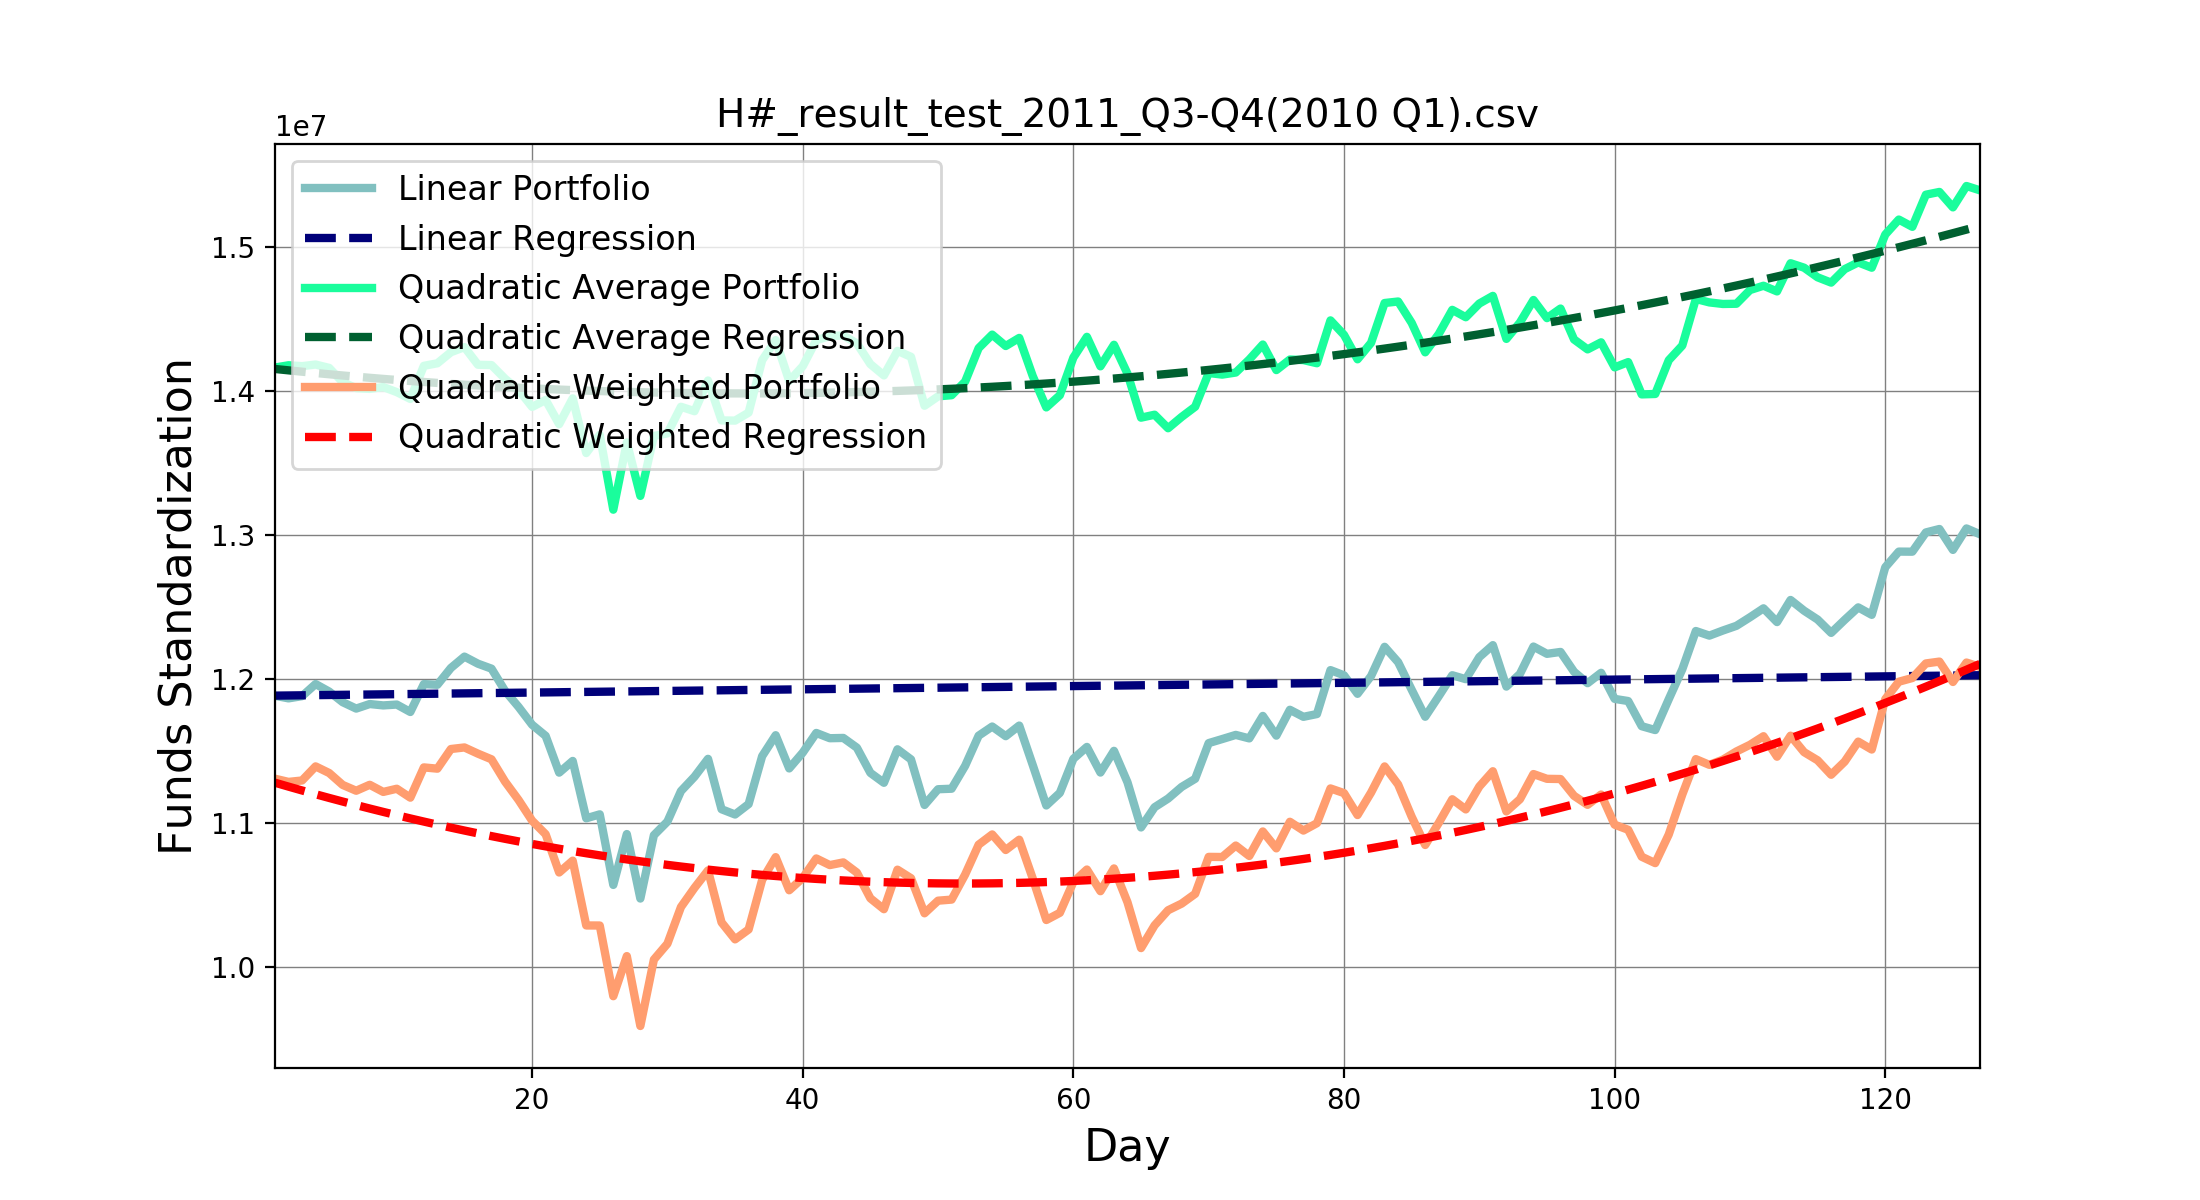 H#_result_test_2011_Q3-Q4(2010 Q1).csv
1e7
Linear Portfolio
Linear Regression
Quadratic Average Portfolio
Quadratic Average Regression
Quadratic Weighted Portfolio
Quadratic Weighted Regression
1.5
1.4
1.3
1.2
1.1
1.0
Funds Standardization
20 40 60 80 100 120
Day